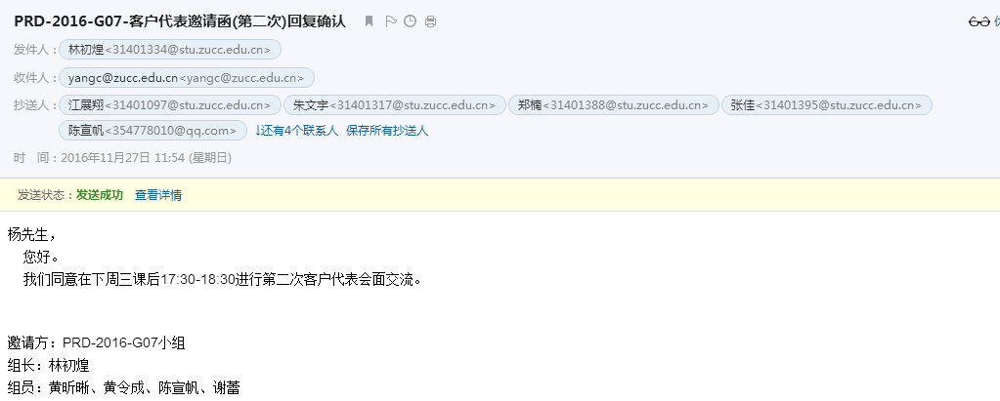 PRD-2016-G07-客户代表邀请函(第二次)回复确认
发件人：林初煌<31401334@stu.zucc.edu.cn>
收件人：yangc@zucc.edu.cn<yangc@zucc.edu.cn>
抄送人：江展翔<31401097@stu.zucc.edu.cn> 朱文宇<31401317@stu.zucc.edu.cn> 郑楠<31401388@stu.zucc.edu.cn> 张佳<31401395@stu.zucc.edu.cn>
陈宣帆<354778010@qq.com> ↓还有4个联系人 保存所有抄送人
时 间：2016年11月27日 11:54 (星期日)
发送状态：发送成功 查看详情
杨先生，
您好。
我们同意在下周三课后17:30-18:30进行第二次客户代表会面交流。
邀请方：PRD-2016-G07小组
组长：林初煌
组员：黄昕晰、黄令成、陈宣帆、谢蕾